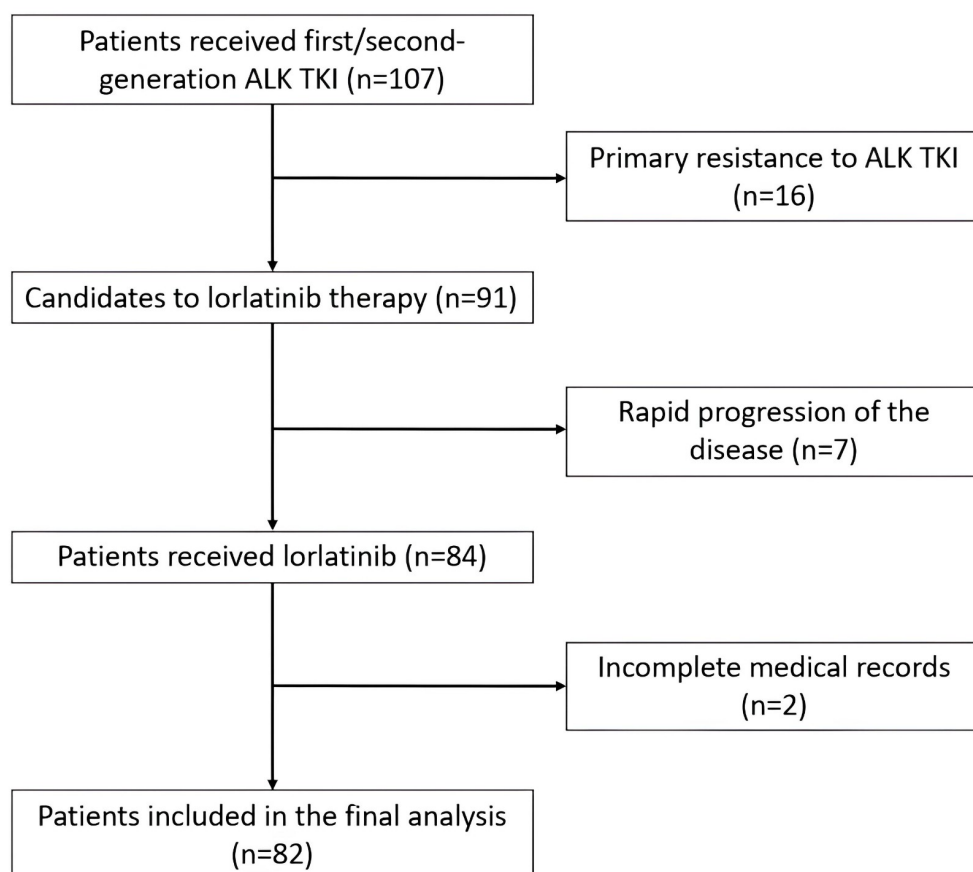 Patients received first/second-
generation ALK TKI (n=107)
Primary resistance to ALK TKI
(n=16)
Candidates to lorlatinib therapy (n=91)
Rapid progression of the
disease (n=7)
Patients received lorlatinib (n=84)
Incomplete medical records
(n=2)
Patients included in the final analysis
(n=82)